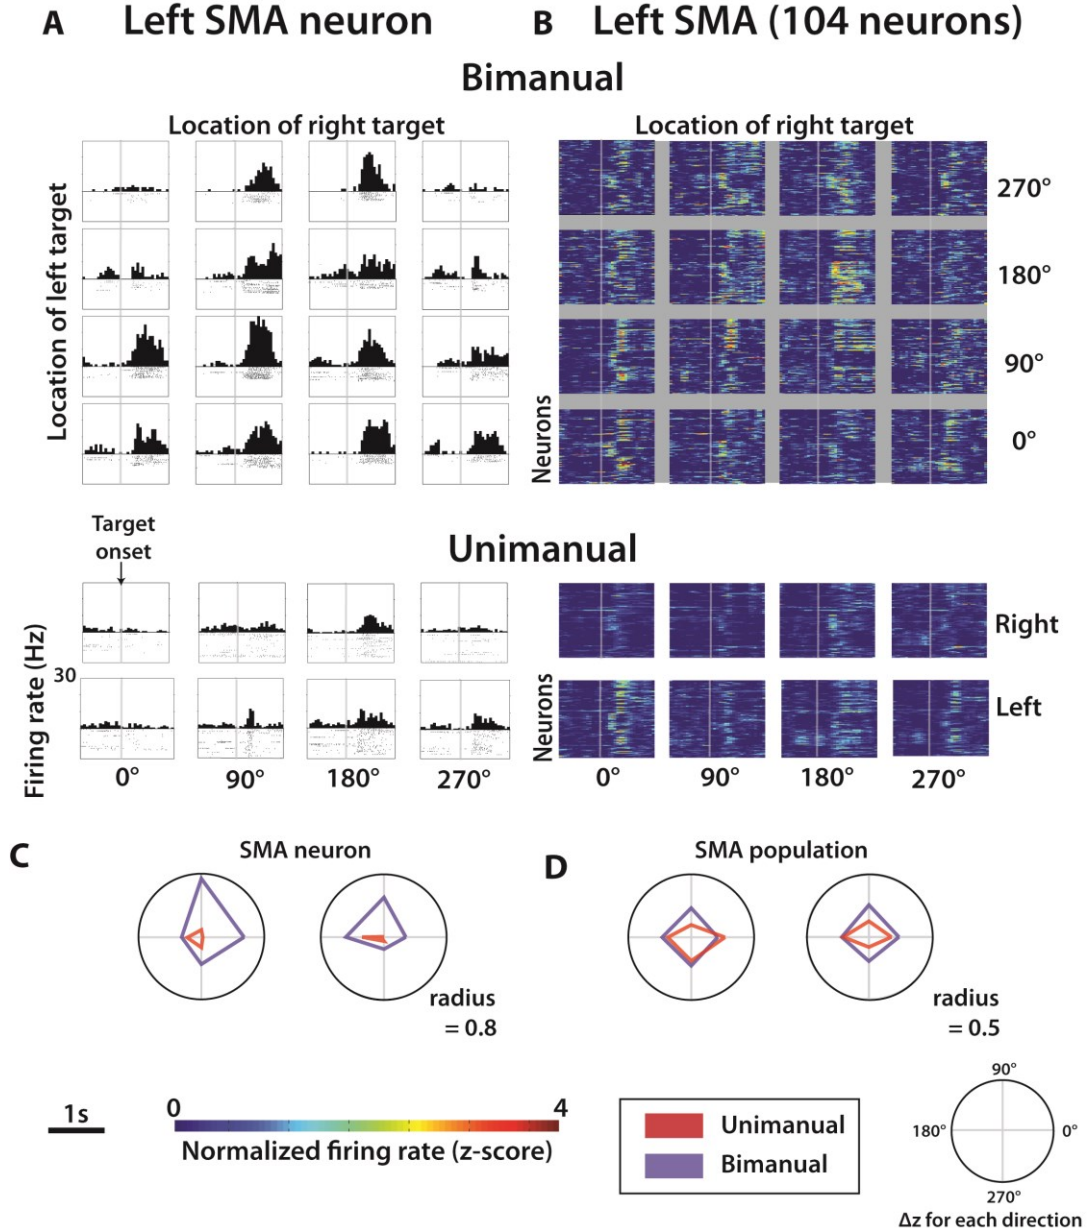 A Left SMA neuron
B Left SMA (104 neurons)
Bimanual
Location of right target
Location of right target
Location of left target
270°
180°
90°
0°
Neurons
Target
onset
Unimanual
Firing rate (Hz)
30
Right
Left
Neurons
0° 90° 180° 270°
0° 90° 180° 270°
C SMA neuron
D SMA population
radius
= 0.8
radius
= 0.5
1s
0 4
Normalized firing rate (z-score)
Unimanual
Bimanual
90°
180° 0°
270°
Δz for each direction